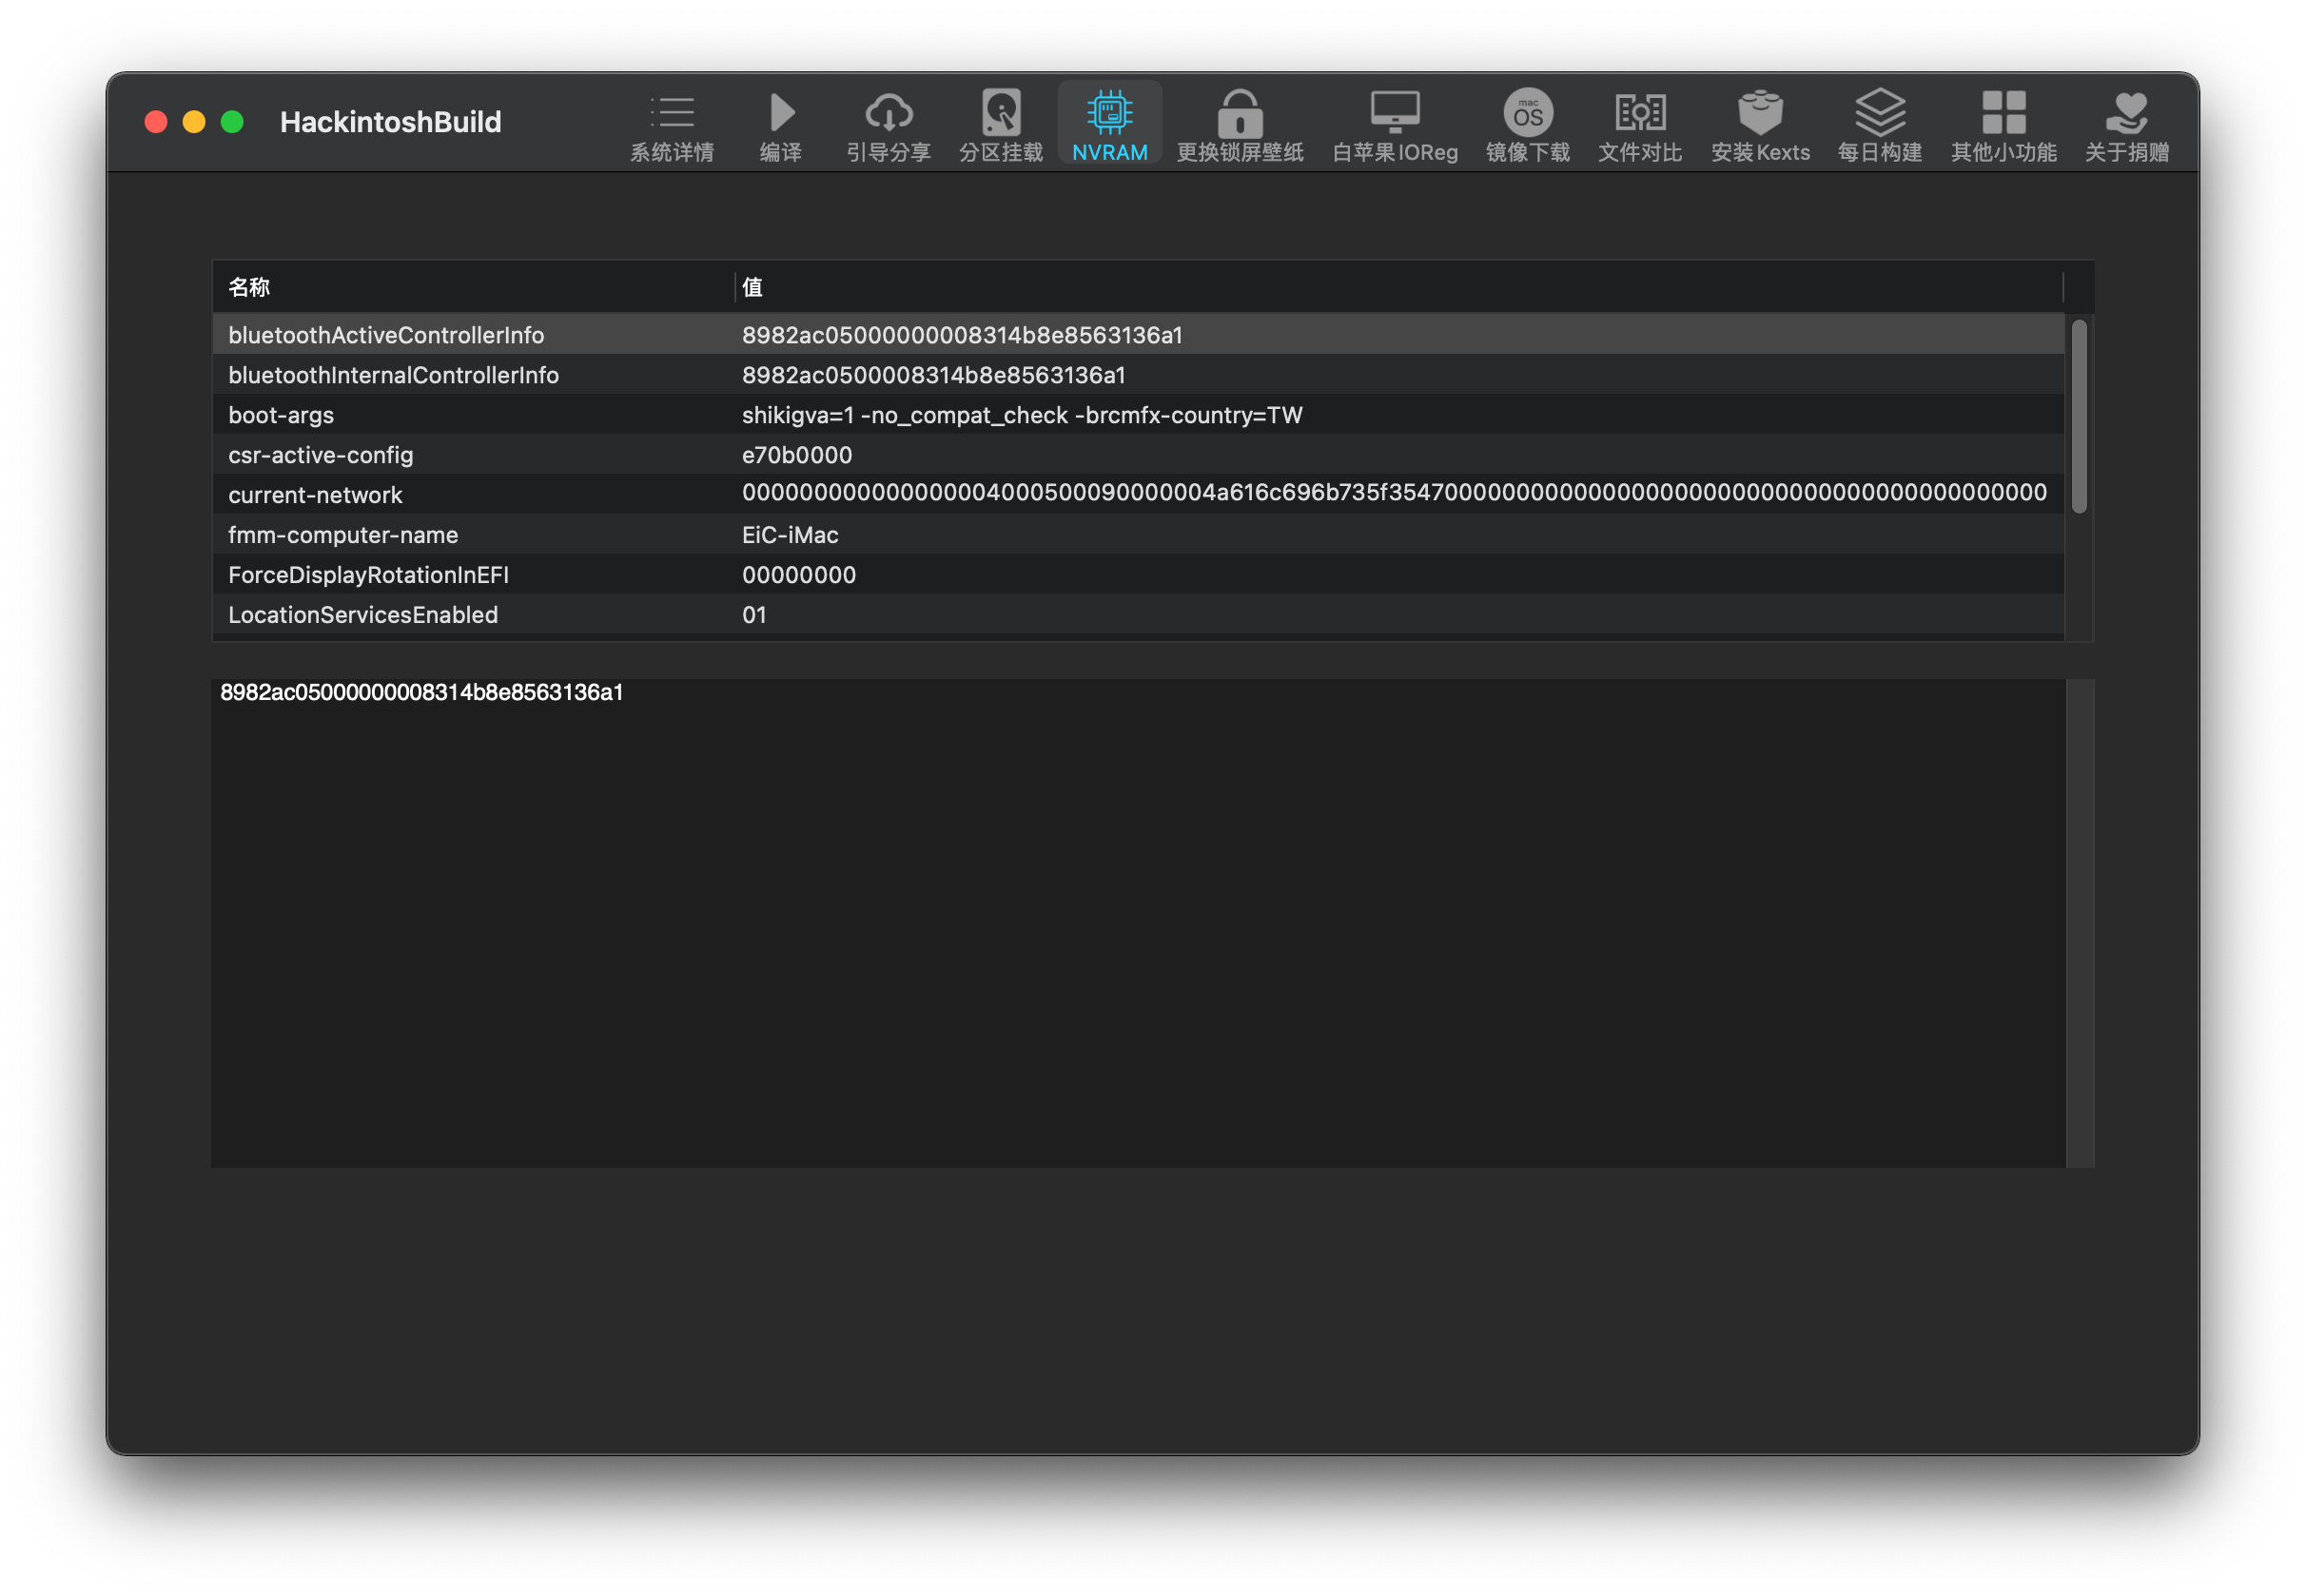 HackintoshBuild
系统详情 编译 引导分享 分区挂载 NVRAM 更换锁屏壁纸 白苹果IOReg 镜像下载 文件对比 安装Kexts 每日构建 其他小功能 关于捐赠
mac
OS
名称 值
bluetoothActiveControllerInfo 8982ac05000000008314b8e8563136a1
bluetoothInternalControllerInfo 8982ac0500008314b8e8563136a1
boot-args shikigva=1 -no_compat_check -brcmfx-country=TW
csr-active-config e70b0000
current-network
fmm-computer-name EiC-iMac
ForceDisplayRotationInEFI 00000000
LocationServicesEnabled 01
8982ac05000000008314b8e8563136a1